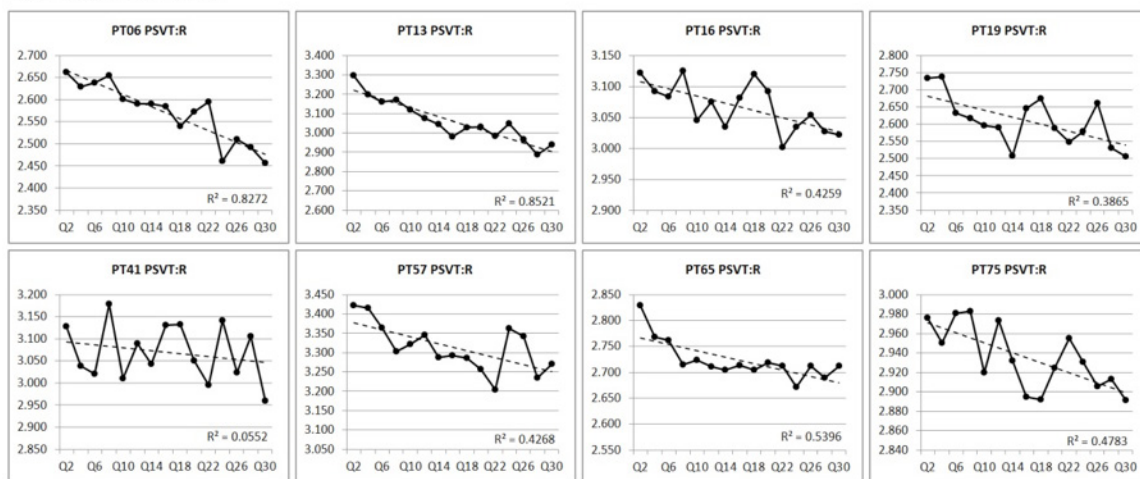 PT06 PSVT:R
2.700
2.650
2.600
2.550
2.500
2.450
2.400
2.350
R² = 0.8272
Q2 Q6 Q10 Q14 Q18 Q22 Q26 Q30
PT13 PSVT:R
3.400
3.300
3.200
3.100
3.000
2.900
2.800
2.700
2.600
R² = 0.8521
Q2 Q6 Q10 Q14 Q18 Q22 Q26 Q30
PT16 PSVT:R
3.150
3.100
3.050
3.000
2.950
2.900
R² = 0.4259
Q2 Q6 Q10 Q14 Q18 Q22 Q26 Q30
PT19 PSVT:R
2.800
2.750
2.700
2.650
2.600
2.550
2.500
2.450
2.400
2.350
R² = 0.3865
Q2 Q6 Q10 Q14 Q18 Q22 Q26 Q30
PT41 PSVT:R
3.200
3.150
3.100
3.050
3.000
2.950
2.900
2.850
R² = 0.0552
Q2 Q6 Q10 Q14 Q18 Q22 Q26 Q30
PT57 PSVT:R
3.450
3.400
3.350
3.300
3.250
3.200
3.150
3.100
3.050
R² = 0.4268
Q2 Q6 Q10 Q14 Q18 Q22 Q26 Q30
PT65 PSVT:R
2.850
2.800
2.750
2.700
2.650
2.600
2.550
R² = 0.5396
Q2 Q6 Q10 Q14 Q18 Q22 Q26 Q30
PT75 PSVT:R
3.000
2.980
2.960
2.940
2.920
2.900
2.880
2.860
2.840
R² = 0.4783
Q2 Q6 Q10 Q14 Q18 Q22 Q26 Q30